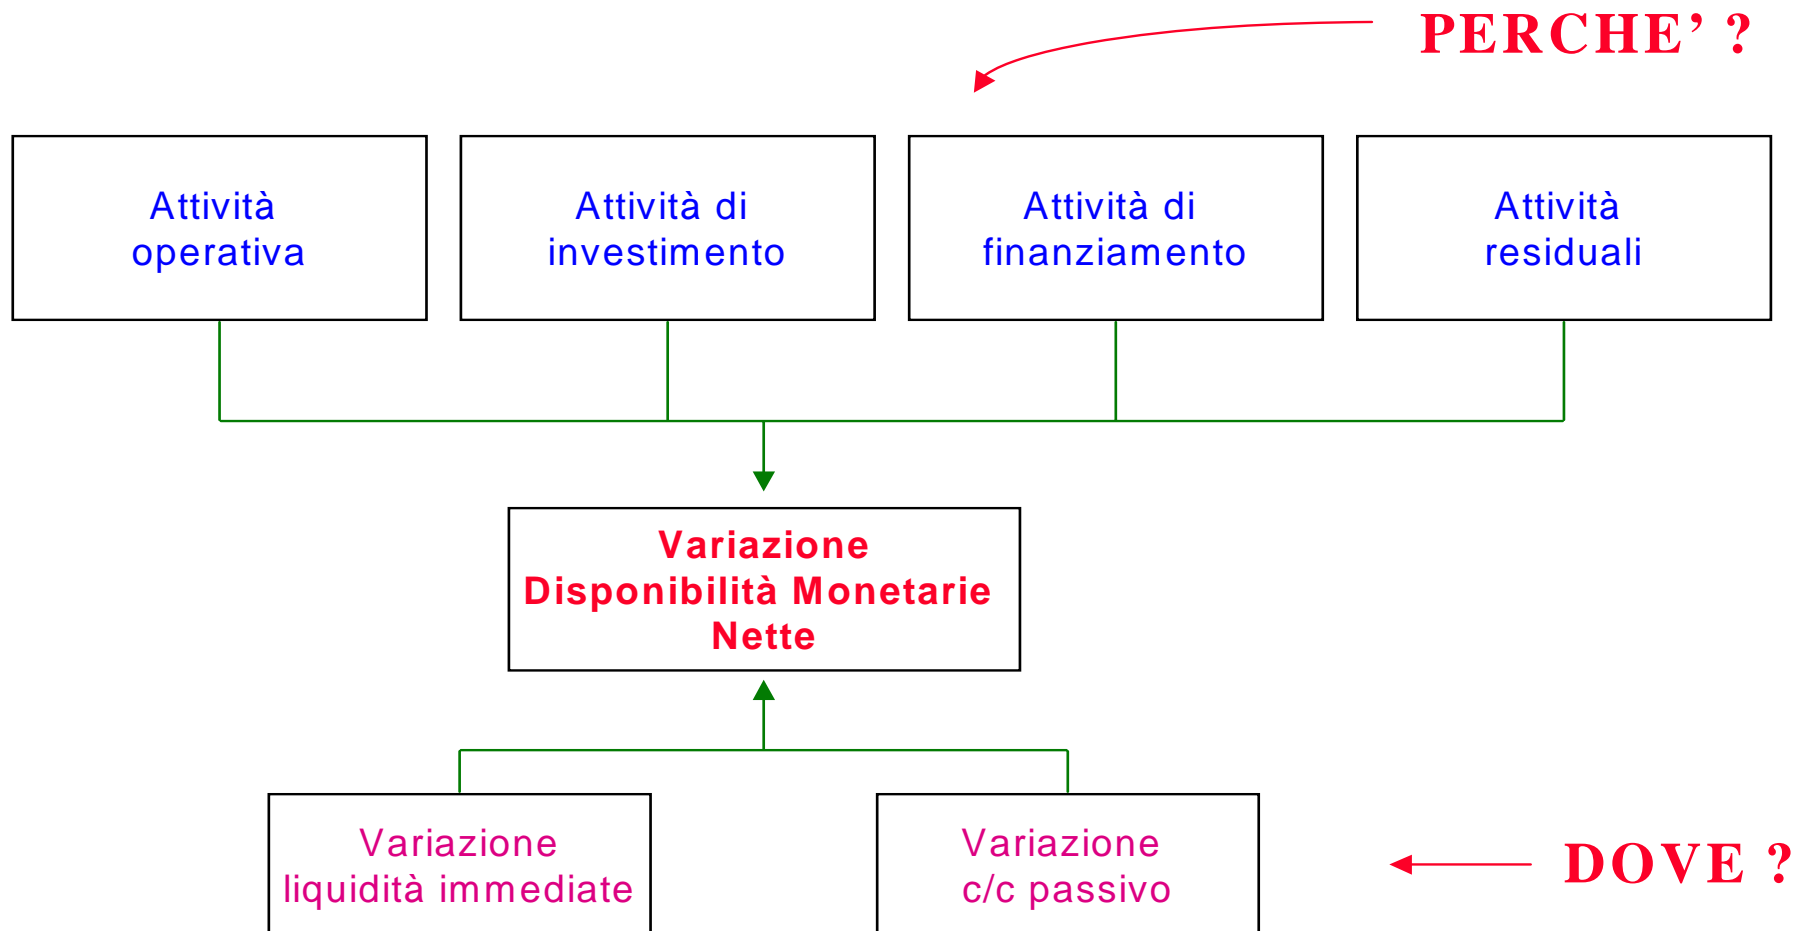 PERCHE’ ?
Attività
operativa
Attività di
investimento
Attività di
finanziamento
Attività
residuali
Variazione
Disponibilità Monetarie
Nette
Variazione
liquidità immediate
Variazione
c/c passivo
DOVE ?